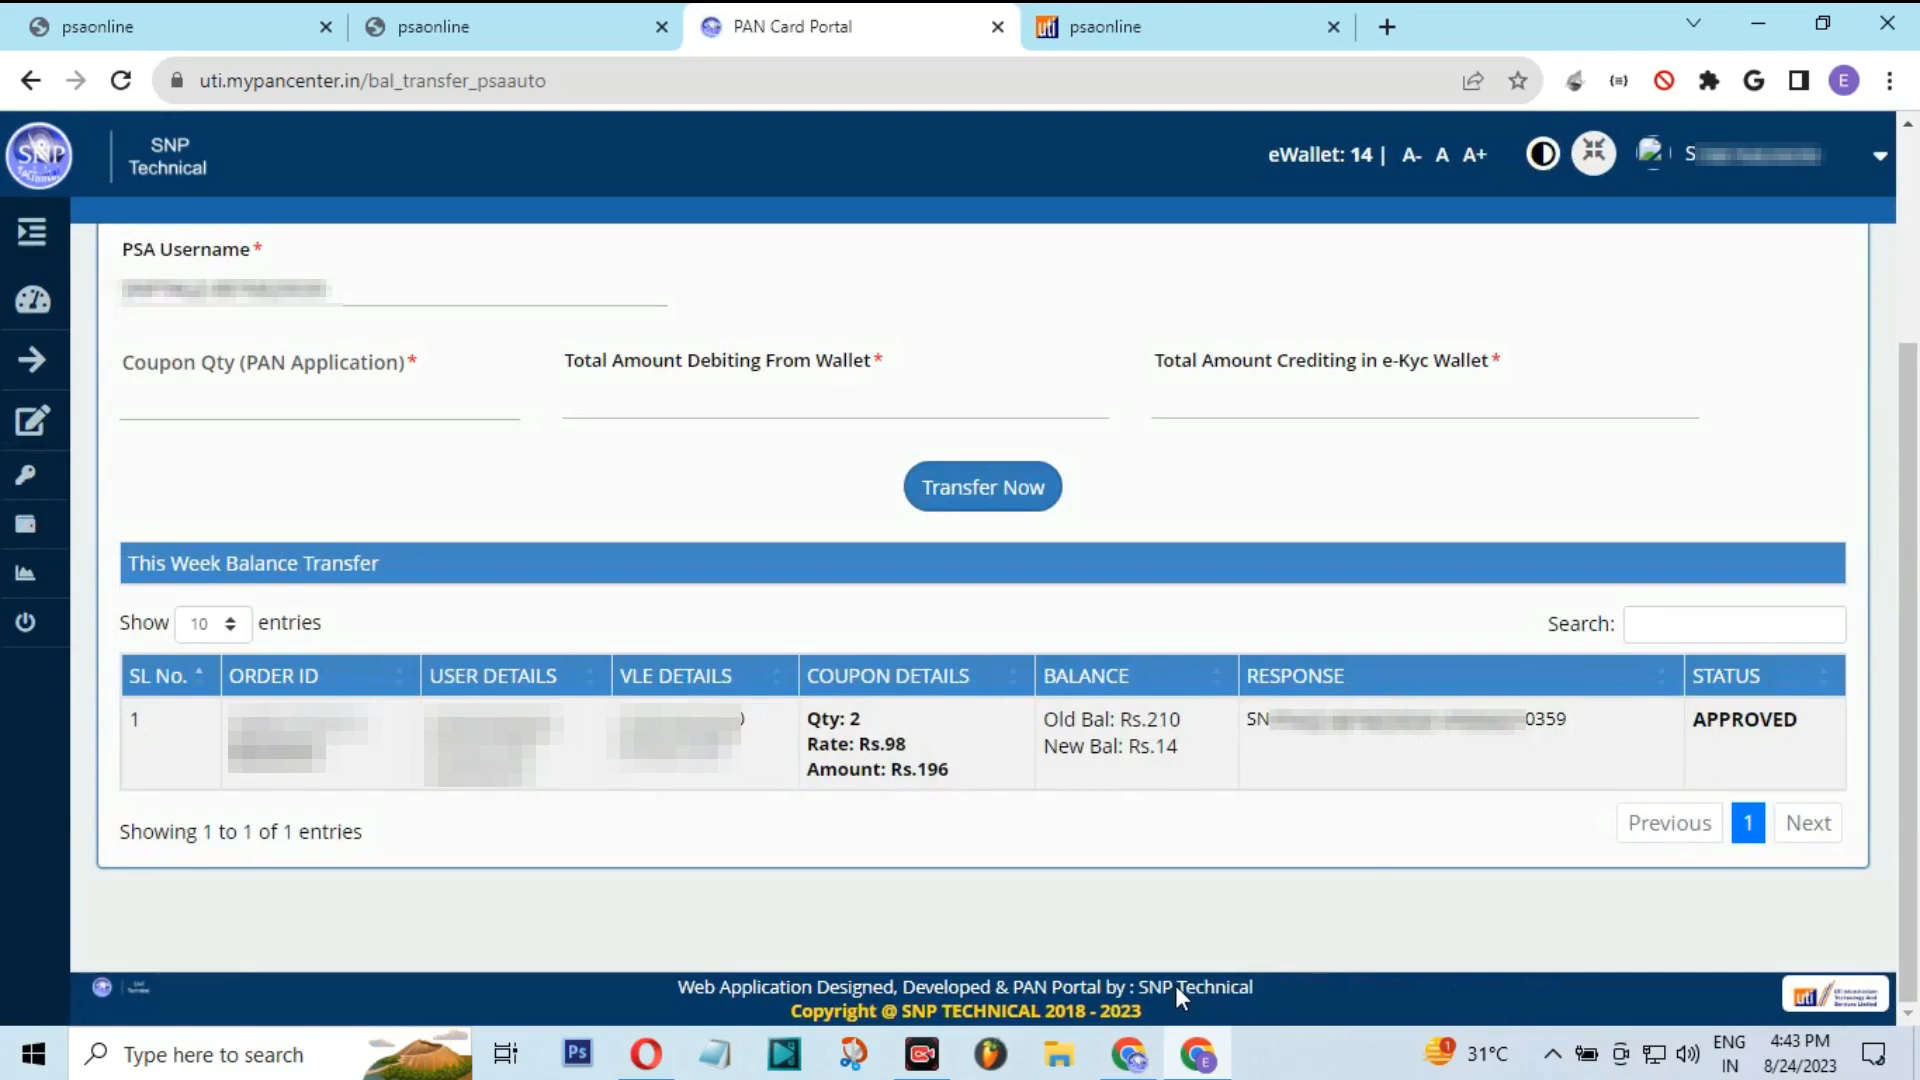 psaonline
psaonline
PAN Card Portal
psaonline
uti.mypancenter.in/bal_transfer_psaauto
E
SNP
SNP
Technical
eWallet: 14 | A- A A+
S
PSA Username*
Coupon Qty (PAN Application)*
Total Amount Debiting From Wallet*
Total Amount Crediting in e-Kyc Wallet*
Transfer Now
This Week Balance Transfer
Show 10 entries
Search:
SL No. ORDER ID USER DETAILS VLE DETAILS COUPON DETAILS BALANCE RESPONSE STATUS
1
Qty: 2
Rate: Rs.98
Amount: Rs.196
Old Bal: Rs.210
New Bal: Rs.14
SN 0359
APPROVED
Showing 1 to 1 of 1 entries
Previous 1 Next
Web Application Designed, Developed & PAN Portal by : SNP Technical
Copyright @ SNP TECHNICAL 2018 - 2023
uti
Type here to search
Ps
31°C
ENG
IN
4:43 PM
8/24/2023